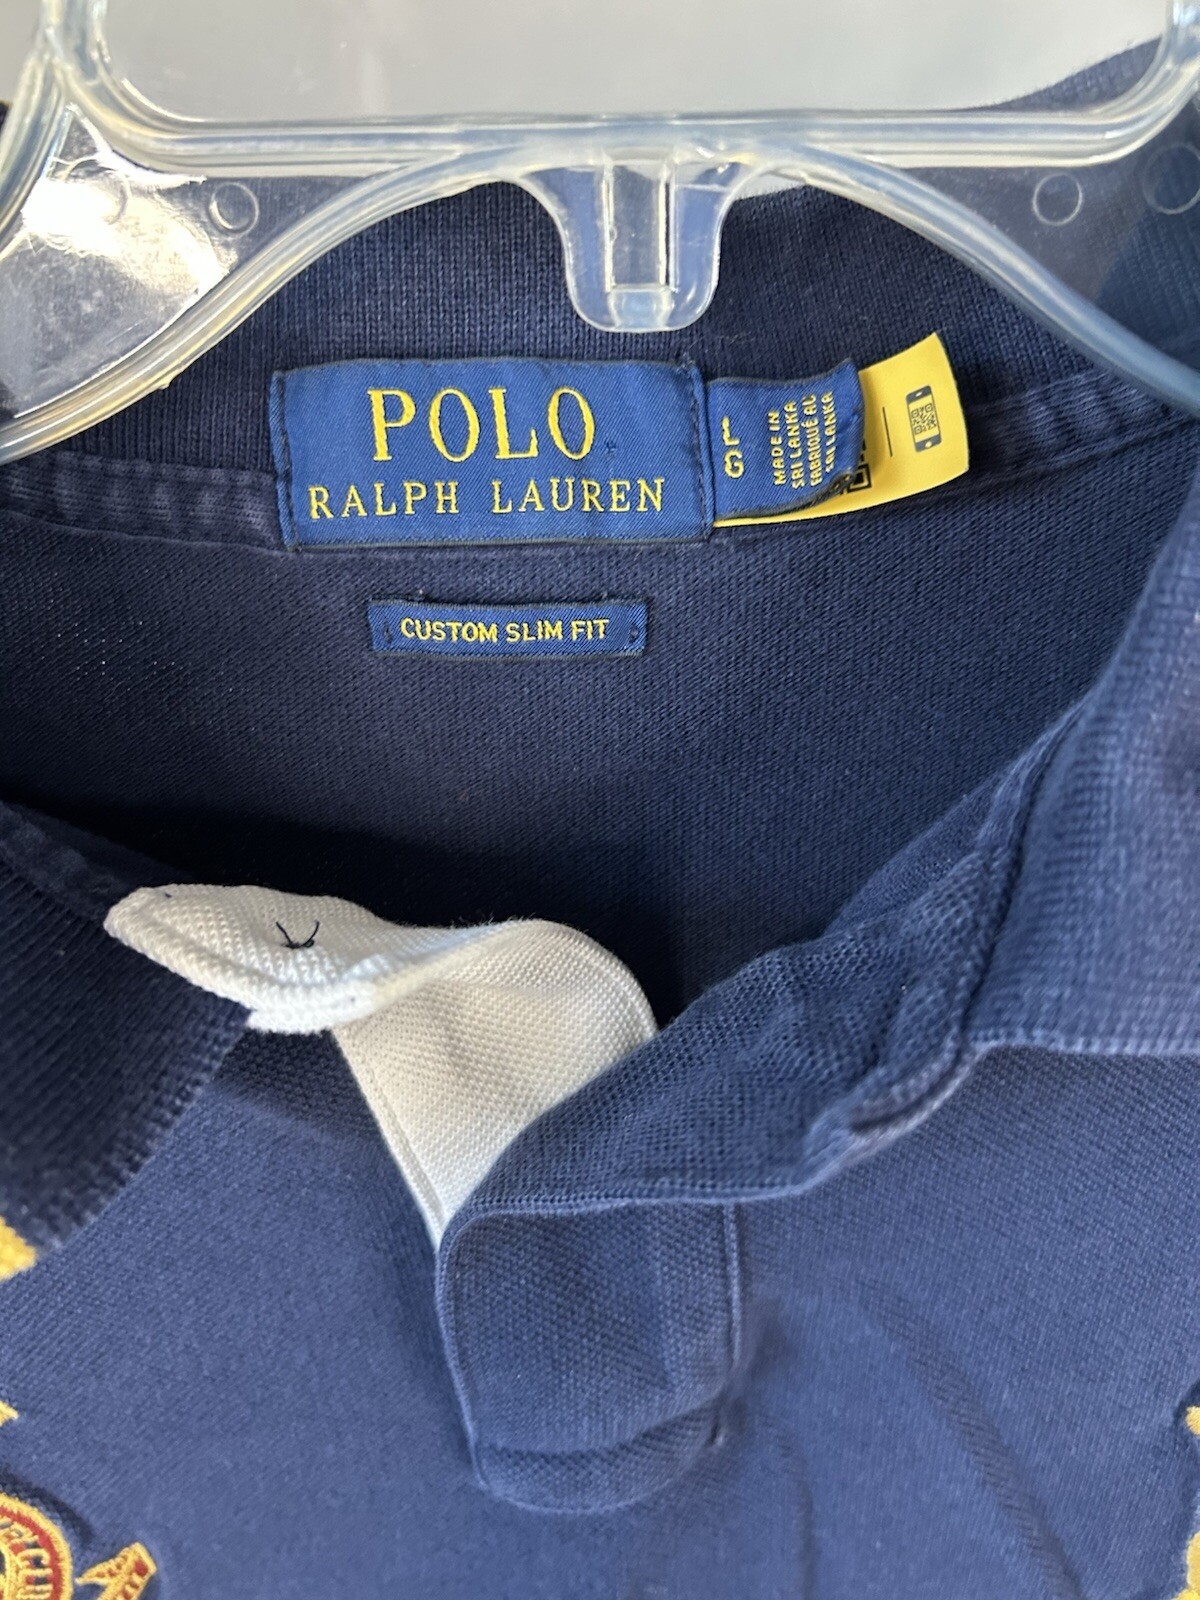 POLO
RALPH LAUREN
L
G
MADE IN
SRI LANKA
FABRIQUÉ AU
SRI LANKA
CUSTOM SLIM FIT